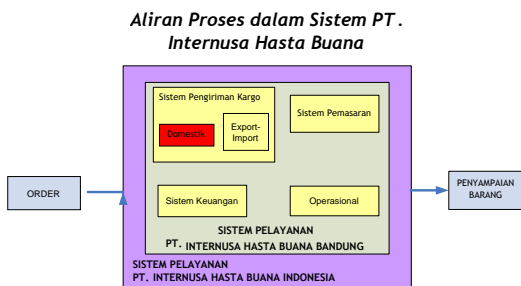 Aliran Proses dalam Sistem PT.
Internusa Hasta Buana
Sistem Pengiriman Kargo
Domestik
Export-
Import
Sistem Pemasaran
ORDER
PENYAMPAIAN
BARANG
Sistem Keuangan
Operasional
SISTEM PELAYANAN
PT. INTERNUSA HASTA BUANA BANDUNG
SISTEM PELAYANAN
PT. INTERNUSA HASTA BUANA INDONESIA